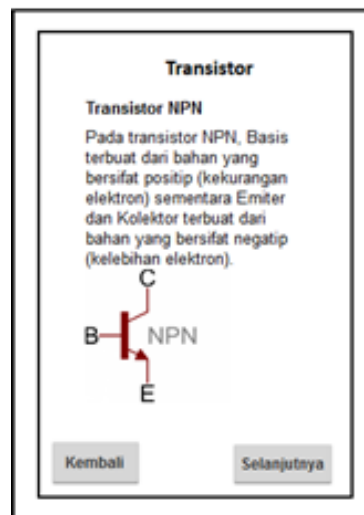 Transistor
Transistor NPN
Pada transistor NPN, Basis
terbuat dari bahan yang
bersifat positip (kekurangan
elektron) sementara Emiter
dan Kolektor terbuat dari
bahan yang bersifat negatip
(kelebihan elektron).
C
B NPN
E
Kembali Selanjutnya